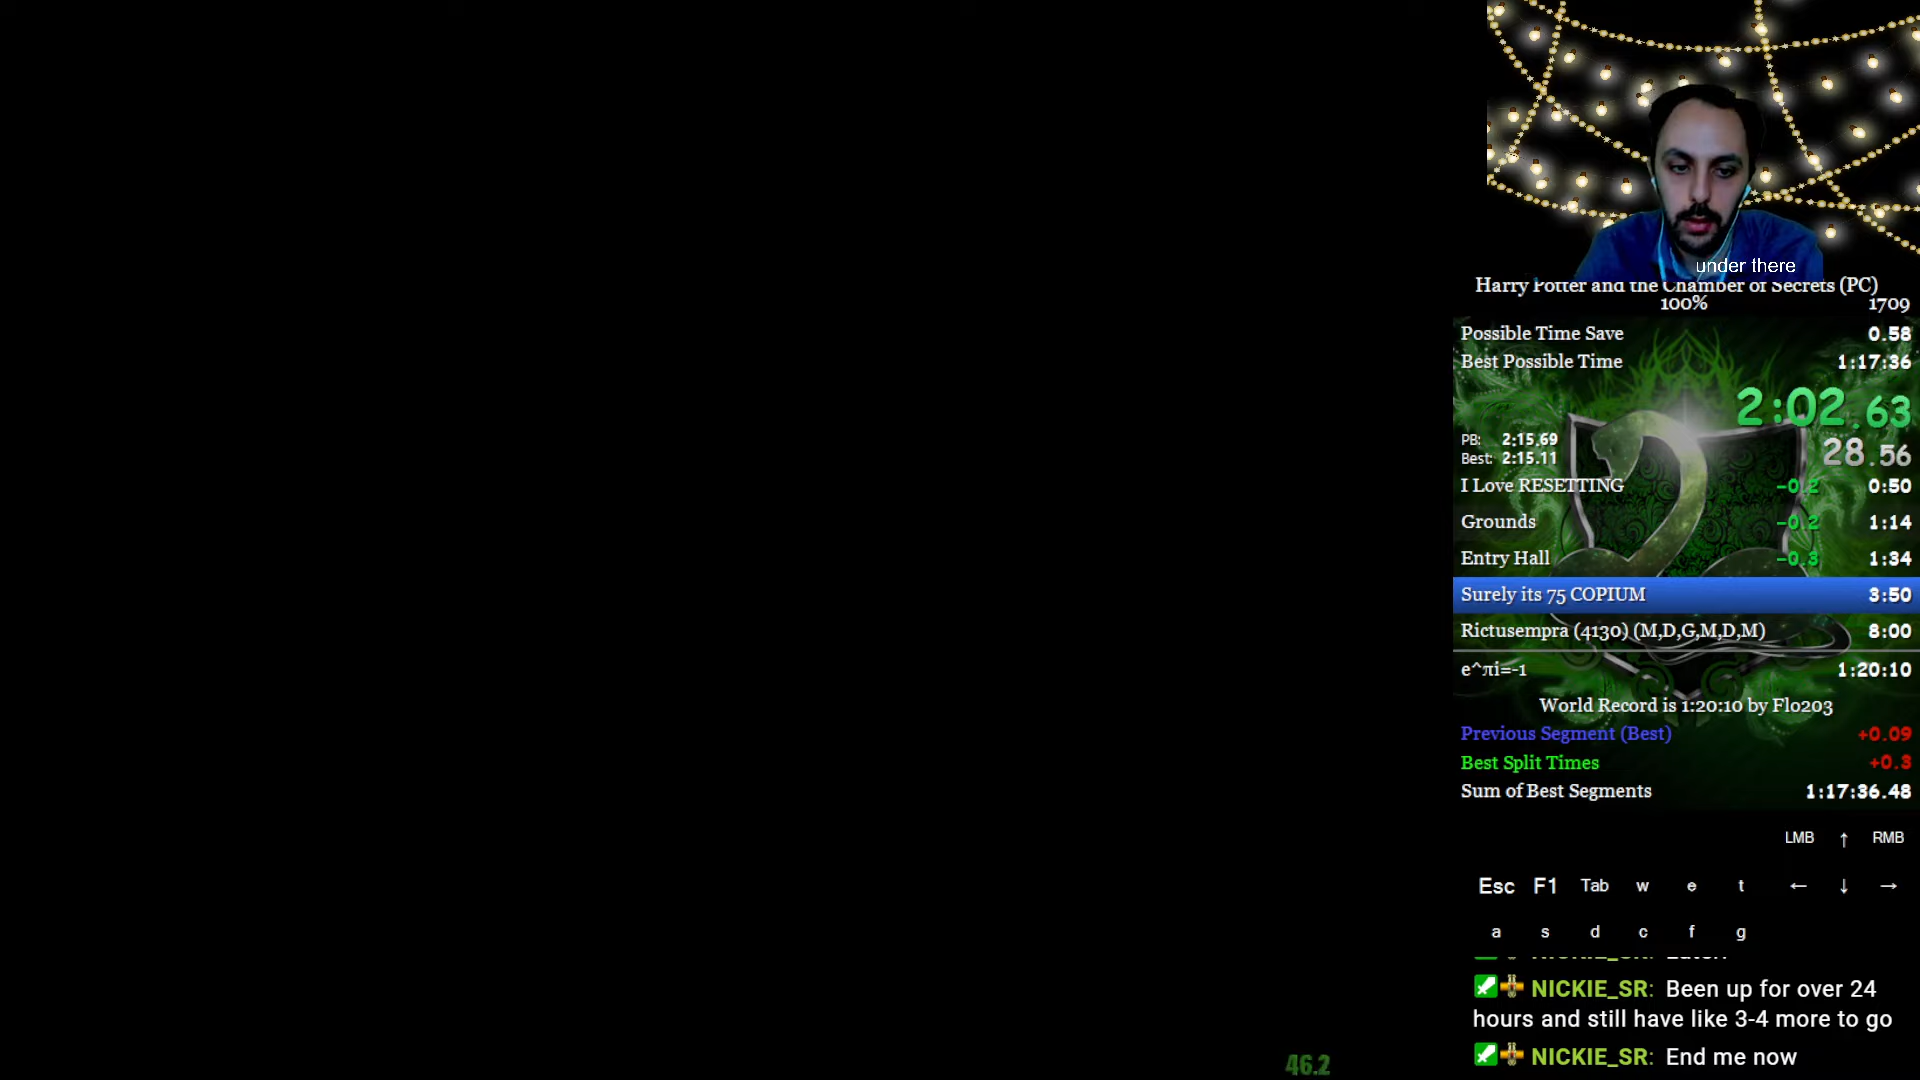 under there
Harry Potter and the Chamber of Secrets (PC)
100% 1709
Possible Time Save 0.58
Best Possible Time 1:17:36
2:02.63
PB: 2:15.69
28.56
Best: 2:15.11
I Love RESETTING -0.2 0:50
Grounds -0.2 1:14
Entry Hall -0.3 1:34
Surely its 75 COPIUM 3:50
Rictusempra (4130) (M,D,G,M,D,M) 8:00
e^πi=-1 1:20:10
World Record is 1:20:10 by Flo203
Previous Segment (Best) +0.09
Best Split Times +0.3
Sum of Best Segments 1:17:36.48
LMB ↑ RMB
Esc F1 Tab w e t ← ↓ →
a s d c f g
NICKIE_SR: Been up for over 24
hours and still have like 3-4 more to go
NICKIE_SR: End me now
46.2